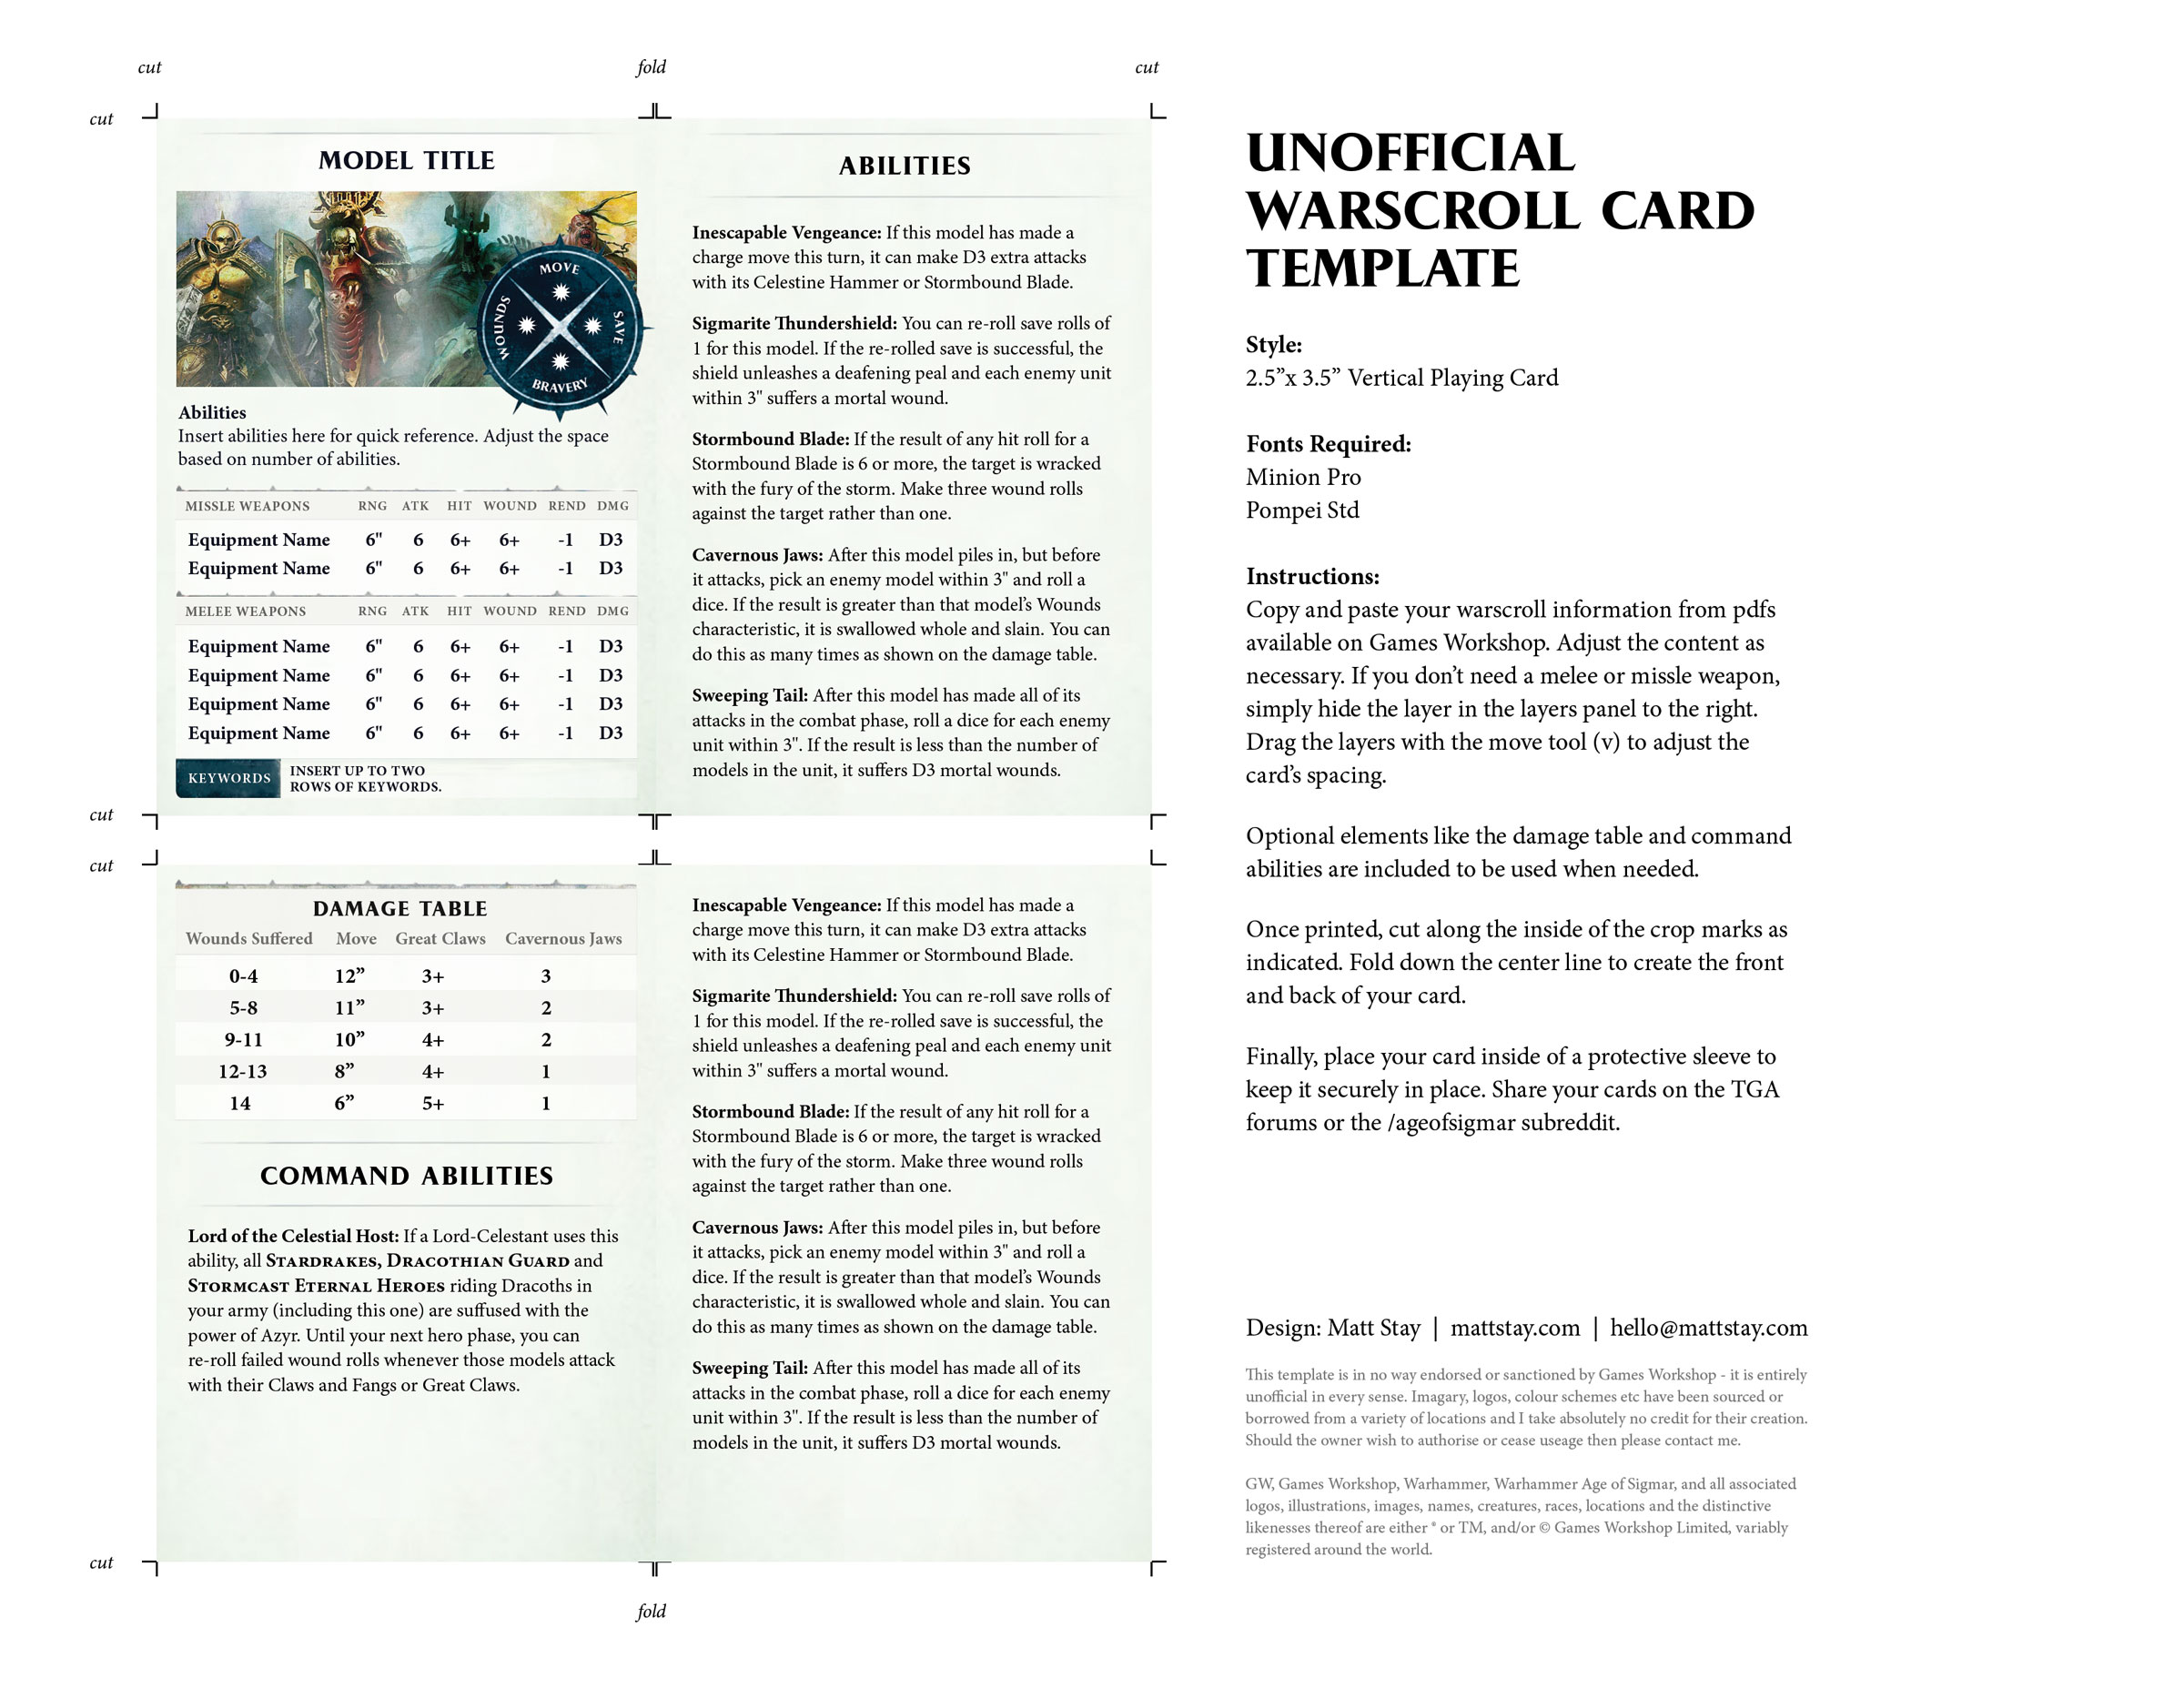 cut
fold
cut
cut
MODEL TITLE
MOVE
WOUNDS
SAVE
BRAVERY
Abilities
Insert abilities here for quick reference. Adjust the space
based on number of abilities.
MISSLE WEAPONS RNG ATK HIT WOUND REND DMG
Equipment Name 6" 6 6+ 6+ -1 D3
Equipment Name 6" 6 6+ 6+ -1 D3
MELEE WEAPONS RNG ATK HIT WOUND REND DMG
Equipment Name 6" 6 6+ 6+ -1 D3
Equipment Name 6" 6 6+ 6+ -1 D3
Equipment Name 6" 6 6+ 6+ -1 D3
Equipment Name 6" 6 6+ 6+ -1 D3
KEYWORDS
INSERT UP TO TWO
ROWS OF KEYWORDS.
ABILITIES
Inescapable Vengeance: If this model has made a
charge move this turn, it can make D3 extra attacks
with its Celestine Hammer or Stormbound Blade.
Sigmarite Thundershield: You can re-roll save rolls of
1 for this model. If the re-rolled save is successful, the
shield unleashes a deafening peal and each enemy unit
within 3" suffers a mortal wound.
Stormbound Blade: If the result of any hit roll for a
Stormbound Blade is 6 or more, the target is wracked
with the fury of the storm. Make three wound rolls
against the target rather than one.
Cavernous Jaws: After this model piles in, but before
it attacks, pick an enemy model within 3" and roll a
dice. If the result is greater than that model’s Wounds
characteristic, it is swallowed whole and slain. You can
do this as many times as shown on the damage table.
Sweeping Tail: After this model has made all of its
attacks in the combat phase, roll a dice for each enemy
unit within 3". If the result is less than the number of
models in the unit, it suffers D3 mortal wounds.
cut
cut
DAMAGE TABLE
Wounds Suffered Move Great Claws Cavernous Jaws
0-4 12” 3+ 3
5-8 11” 3+ 2
9-11 10” 4+ 2
12-13 8” 4+ 1
14 6” 5+ 1
COMMAND ABILITIES
Lord of the Celestial Host: If a Lord-Celestant uses this
ability, all Stardrakes, Dracothian Guard and
Stormcast Eternal Heroes riding Dracoths in
your army (including this one) are suffused with the
power of Azyr. Until your next hero phase, you can
re-roll failed wound rolls whenever those models attack
with their Claws and Fangs or Great Claws.
Inescapable Vengeance: If this model has made a
charge move this turn, it can make D3 extra attacks
with its Celestine Hammer or Stormbound Blade.
Sigmarite Thundershield: You can re-roll save rolls of
1 for this model. If the re-rolled save is successful, the
shield unleashes a deafening peal and each enemy unit
within 3" suffers a mortal wound.
Stormbound Blade: If the result of any hit roll for a
Stormbound Blade is 6 or more, the target is wracked
with the fury of the storm. Make three wound rolls
against the target rather than one.
Cavernous Jaws: After this model piles in, but before
it attacks, pick an enemy model within 3" and roll a
dice. If the result is greater than that model’s Wounds
characteristic, it is swallowed whole and slain. You can
do this as many times as shown on the damage table.
Sweeping Tail: After this model has made all of its
attacks in the combat phase, roll a dice for each enemy
unit within 3". If the result is less than the number of
models in the unit, it suffers D3 mortal wounds.
cut
fold
UNOFFICIAL
WARSCROLL CARD
TEMPLATE
Style:
2.5”x 3.5” Vertical Playing Card
Fonts Required:
Minion Pro
Pompei Std
Instructions:
Copy and paste your warscroll information from pdfs
available on Games Workshop. Adjust the content as
necessary. If you don’t need a melee or missle weapon,
simply hide the layer in the layers panel to the right.
Drag the layers with the move tool (v) to adjust the
card’s spacing.
Optional elements like the damage table and command
abilities are included to be used when needed.
Once printed, cut along the inside of the crop marks as
indicated. Fold down the center line to create the front
and back of your card.
Finally, place your card inside of a protective sleeve to
keep it securely in place. Share your cards on the TGA
forums or the /ageofsigmar subreddit.
Design: Matt Stay | mattstay.com | hello@mattstay.com
This template is in no way endorsed or sanctioned by Games Workshop - it is entirely
unofficial in every sense. Imagary, logos, colour schemes etc have been sourced or
borrowed from a variety of locations and I take absolutely no credit for their creation.
Should the owner wish to authorise or cease useage then please contact me.
GW, Games Workshop, Warhammer, Warhammer Age of Sigmar, and all associated
logos, illustrations, images, names, creatures, races, locations and the distinctive
likenesses thereof are either ® or TM, and/or © Games Workshop Limited, variably
registered around the world.